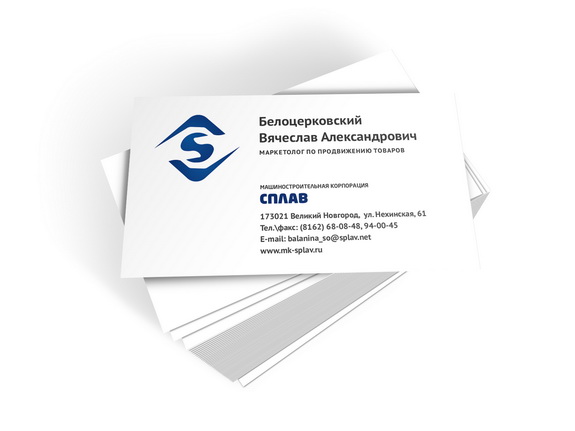 S
Белоцерковский
Вячеслав Александрович
МАРКЕТОЛОГ ПО ПРОДВИЖЕНИЮ ТОВАРОВ
МАШИНОСТРОИТЕЛЬНАЯ КОРПОРАЦИЯ
СПЛАВ
173021 Великий Новгород, ул. Нехинская, 61
Тел.\факс: (8162) 68-08-48, 94-00-45
E-mail: balanina_so@splav.net
www.mk-splav.ru